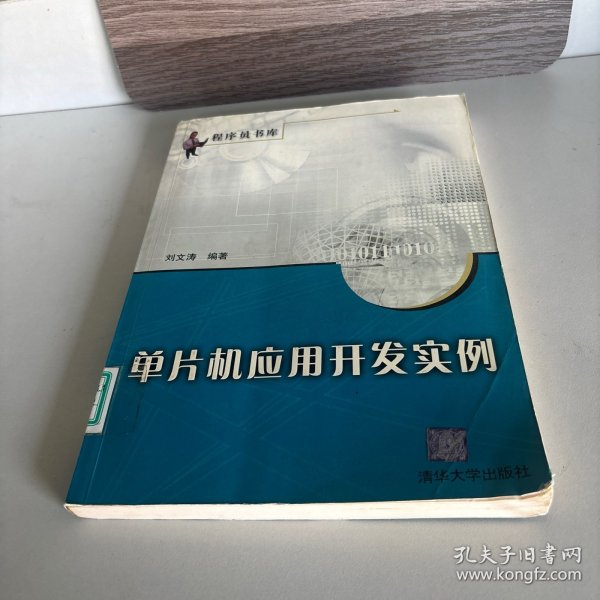 程序员书库
刘文涛 编著
1010111010
单片机应用开发实例
清华大学出版社
孔夫子旧书网
www.kongfz.com